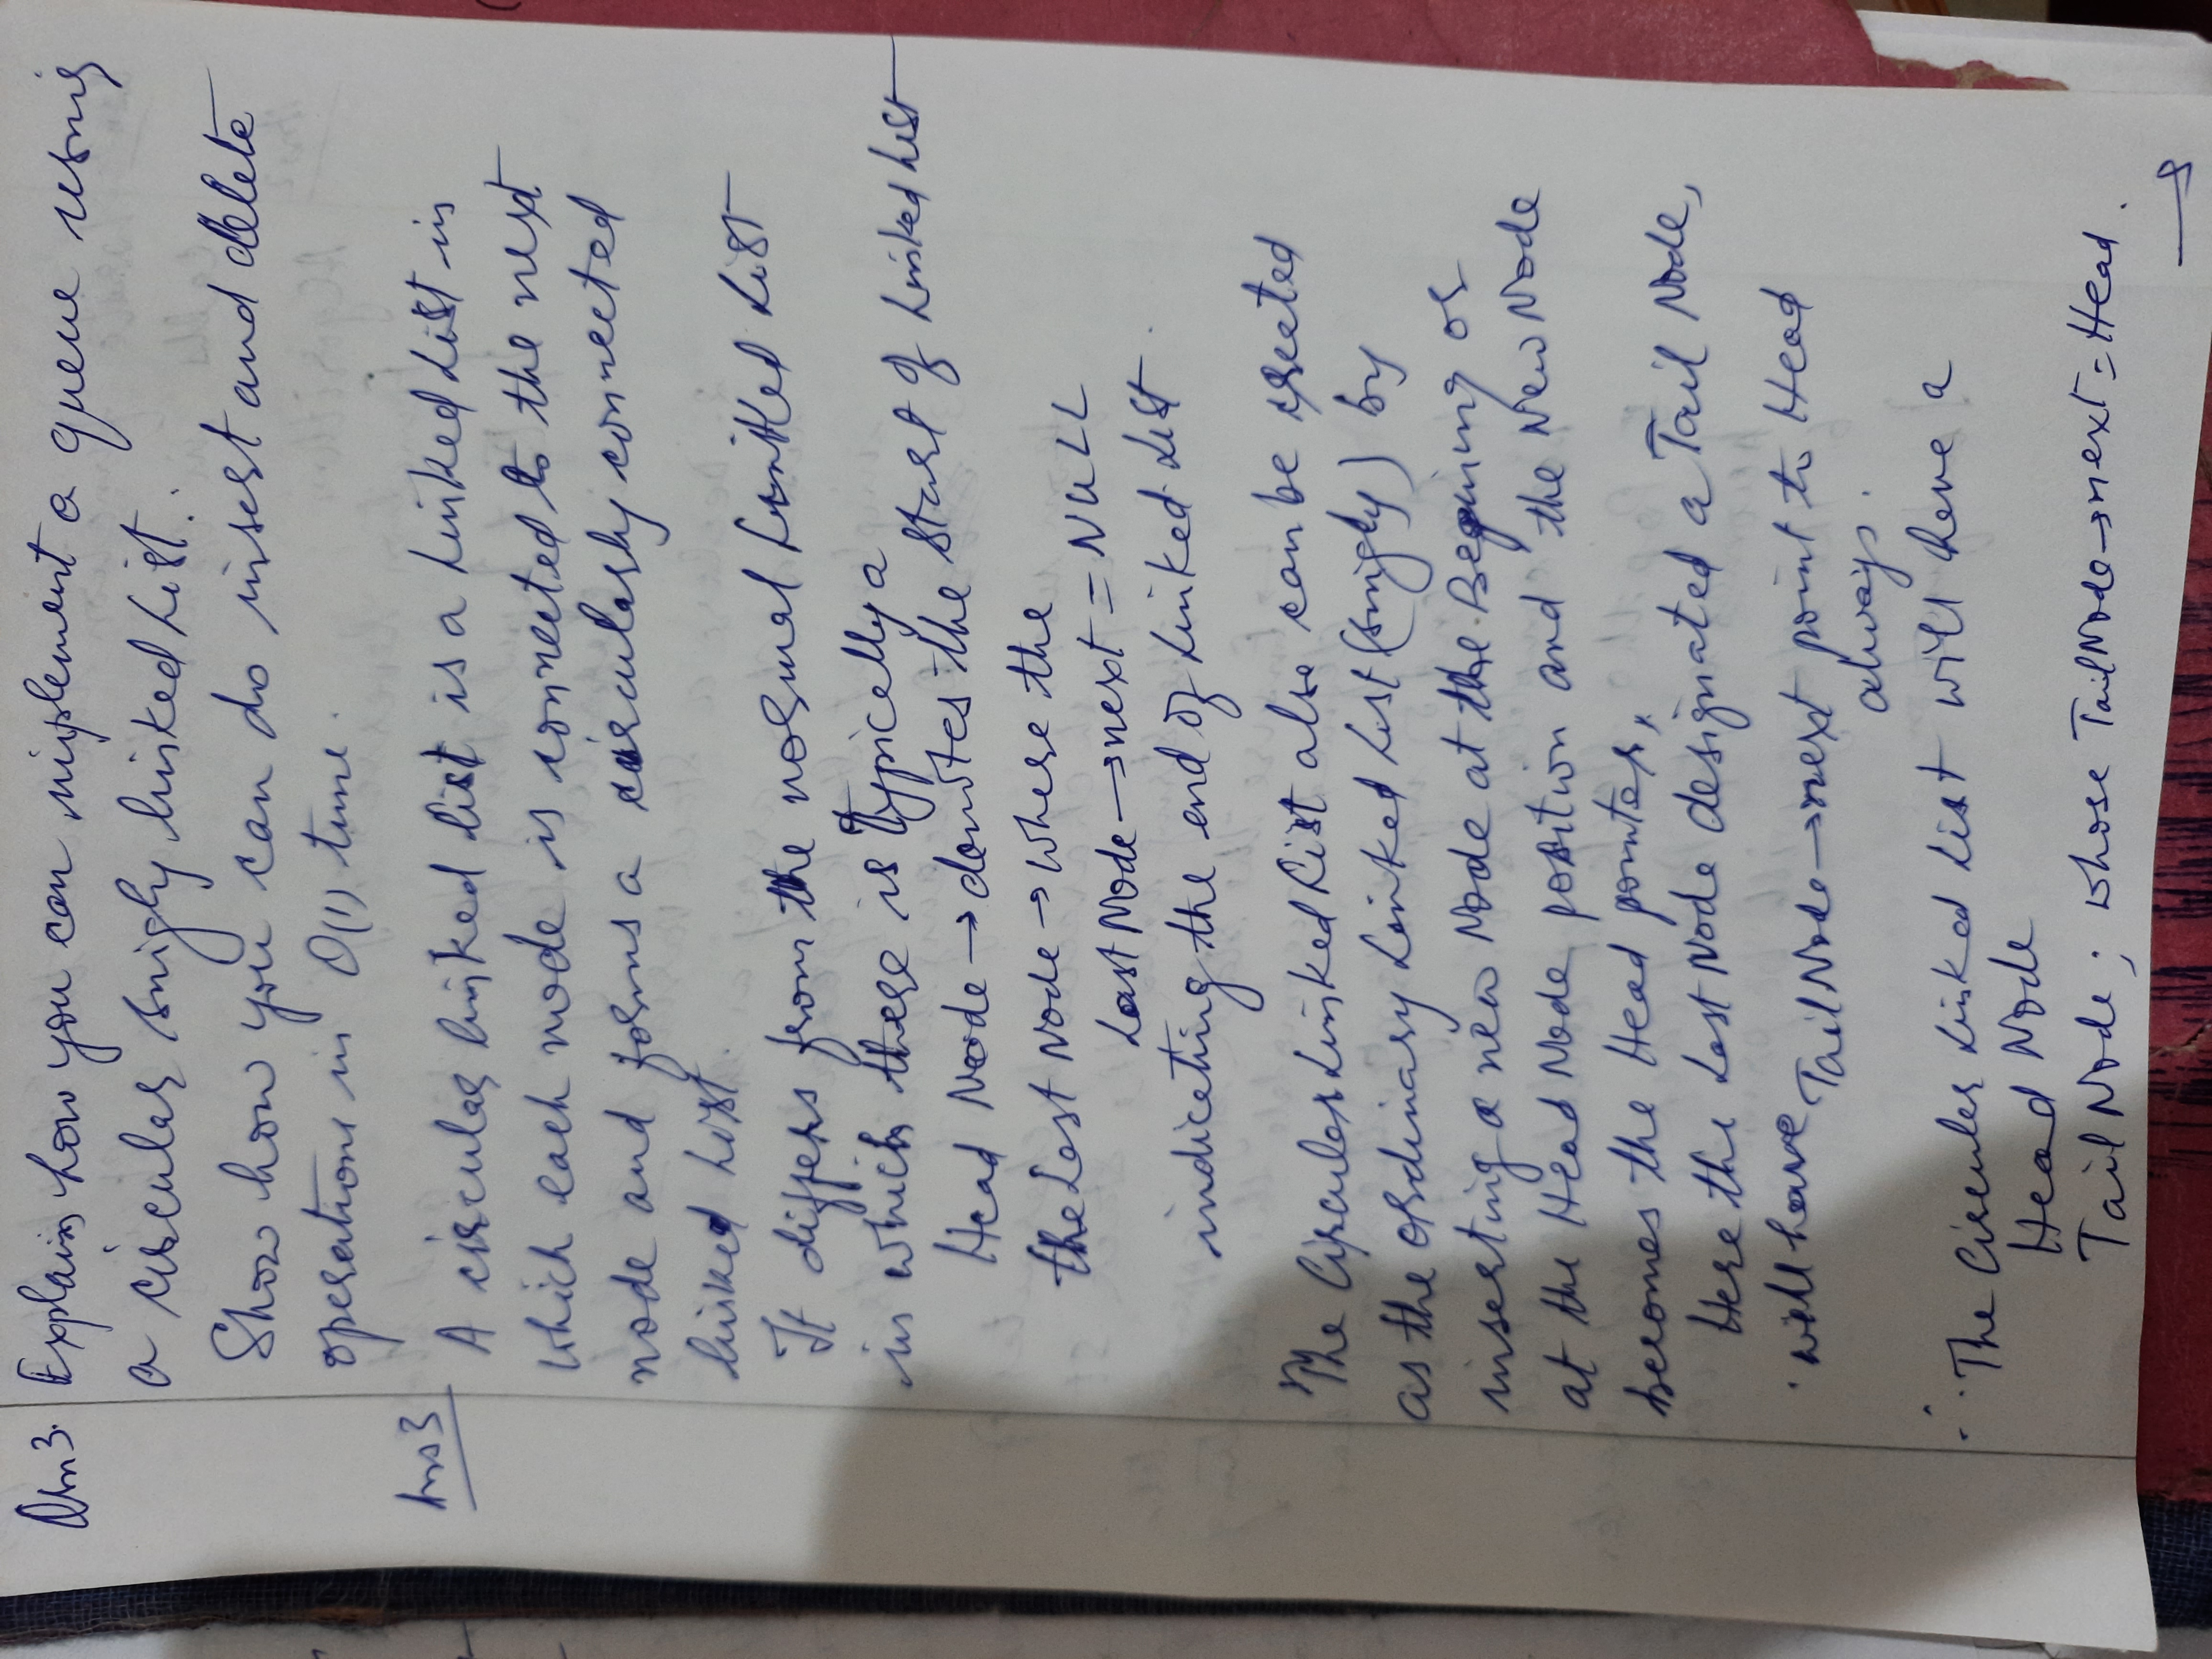 Qsn 3. Explain how you can implement a queue using
a circular singly linked List.
Show how you can do insert and delete
operations in O(1) time.
Ans 3
A circular linked list is a Linked List in
which each node is connected to the next
node and forms a circularly connected
linked List.
It differs from the normal Linked List
in which there is Typically a
Head Node → denotes the start of Linked List
the Last Node → where the
Last Node → next = NULL
indicating the end of Linked List
The Circular Linked List also can be created
as the ordinary Linked List (singly) by
inserting a new Node at the Begining or
at the Head Node position and the New Node
becomes the Head pointer,
Here the Last Node designated a Tail Node,
will have Tail Node → next point to Head
always.
∴ The Circular Linked List will have a
Head Node
Tail Node ; whose Tail Node → next = Head.
→